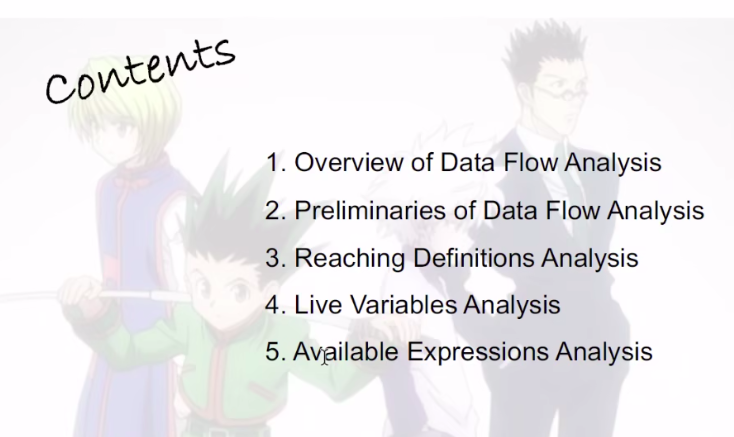 Contents
1. Overview of Data Flow Analysis
2. Preliminaries of Data Flow Analysis
3. Reaching Definitions Analysis
4. Live Variables Analysis
5. Available Expressions Analysis